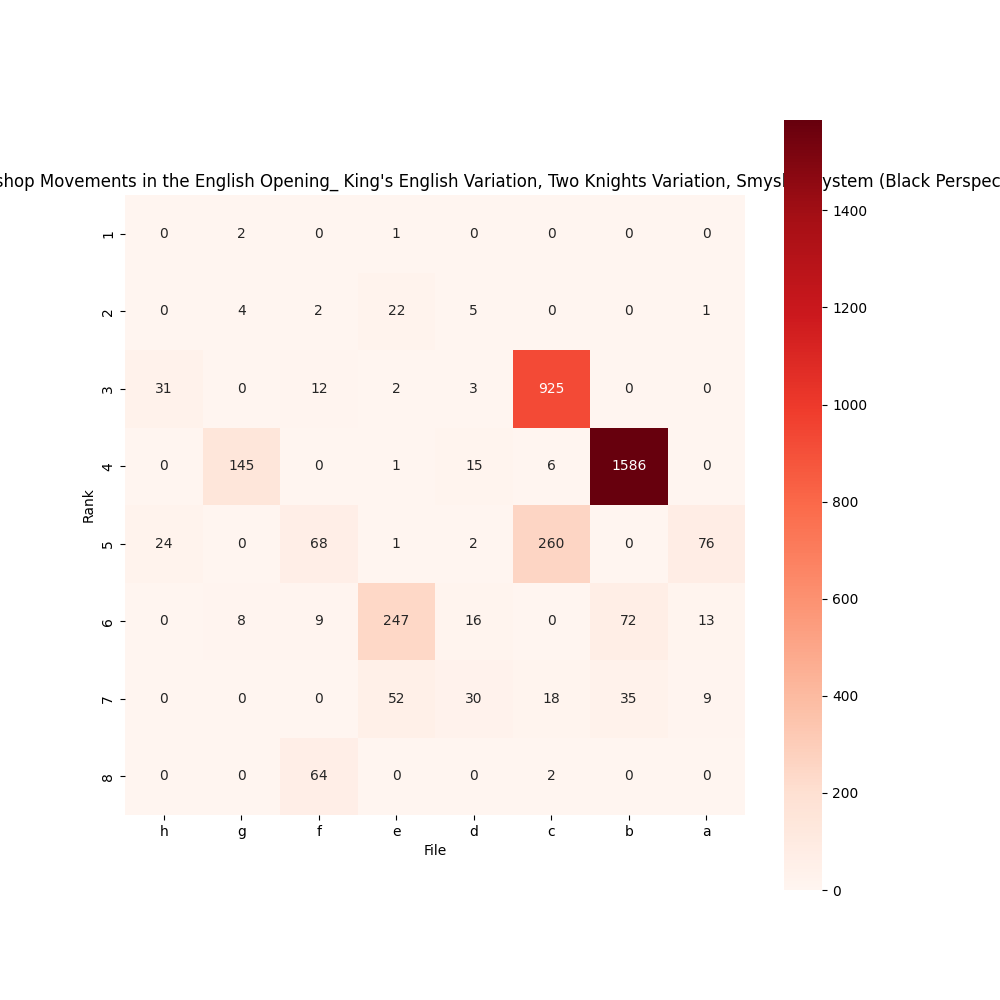 shop Movements in the English Opening_ King's English Variation, Two Knights Variation, Smys ystem (Black Perspec
1400
1 0 2 0 1 0 0 0 0
1200
2 0 4 2 22 5 0 0 1
3 31 0 12 2 3 925 0 0
1000
4 0 145 0 1 15 6 1586 0
800
Rank
5 24 0 68 1 2 260 0 76
600
6 0 8 9 247 16 0 72 13
400
7 0 0 0 52 30 18 35 9
8 0 0 64 0 0 2 0 0
200
h g f e d c b a
File
0